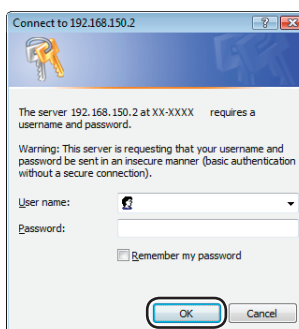 Connect to 192.168.150.2
The server 192.168.150.2 at XX-XXXX requires a
username and password.
Warning: This server is requesting that your username and
password be sent in an insecure manner (basic authentication
without a secure connection).
User name:
Password:
Remember my password
OK
Cancel